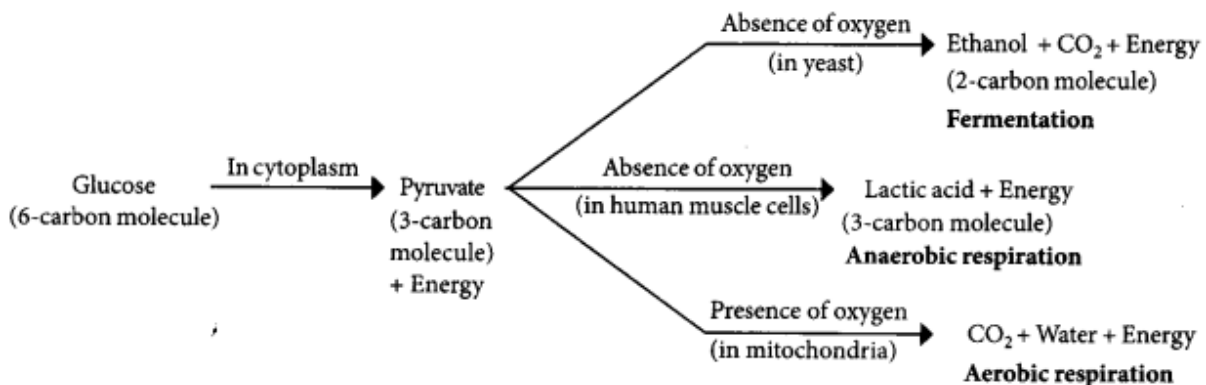 Absence of oxygen
(in yeast)
Ethanol + CO₂ + Energy
(2-carbon molecule)
Fermentation
Glucose
(6-carbon molecule)
In cytoplasm
Pyruvate
(3-carbon
molecule)
+ Energy
Absence of oxygen
(in human muscle cells)
Lactic acid + Energy
(3-carbon molecule)
Anaerobic respiration
Presence of oxygen
(in mitochondria)
CO₂ + Water + Energy
Aerobic respiration